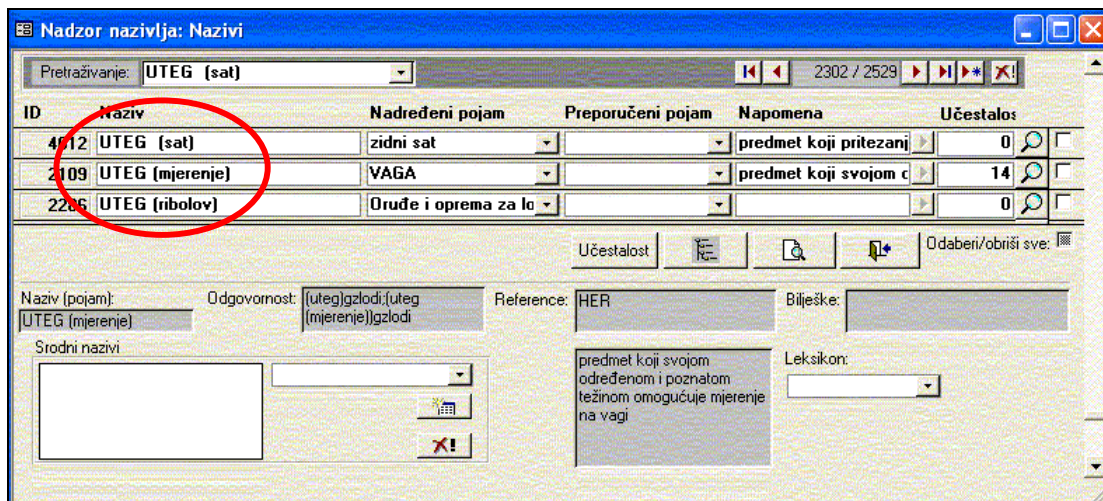 Nadzor nazivlja: Nazivi
Pretraživanje: UTEG (sat) 2302 / 2529
ID Naziv Nadređeni pojam Preporučeni pojam Napomena Učestalos
4012 UTEG (sat) zidni sat predmet koji pritezanj 0
2109 UTEG (mjerenje) VAGA predmet koji svojom o 14
UTEG (ribolov) Oruđe i oprema za lo 0
Učestalost Odaberi/obriši sve:
Naziv (pojam): Odgovornost: (uteg)gzlodi;(uteg Reference: HER Bilješke:
UTEG (mjerenje) (mjerenje))gzlodi
Srodni nazivi
predmet koji svojom Leksikon:
određenom i poznatom
težinom omogućuje mjerenje
na vagi